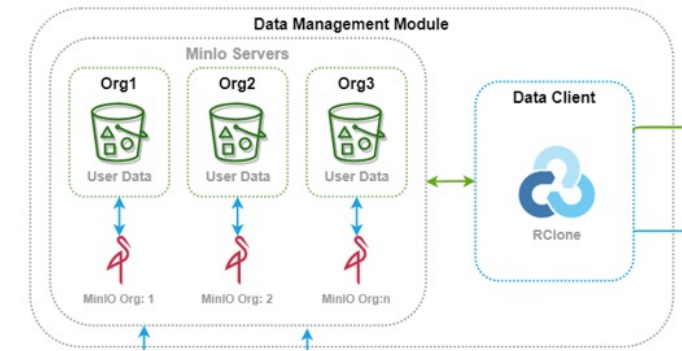 Data Management Module
MinIo Servers
Org1
Org2
Org3
User Data
User Data
User Data
MinIO Org: 1
MinIO Org: 2
MinIO Org:n
Data Client
RClone